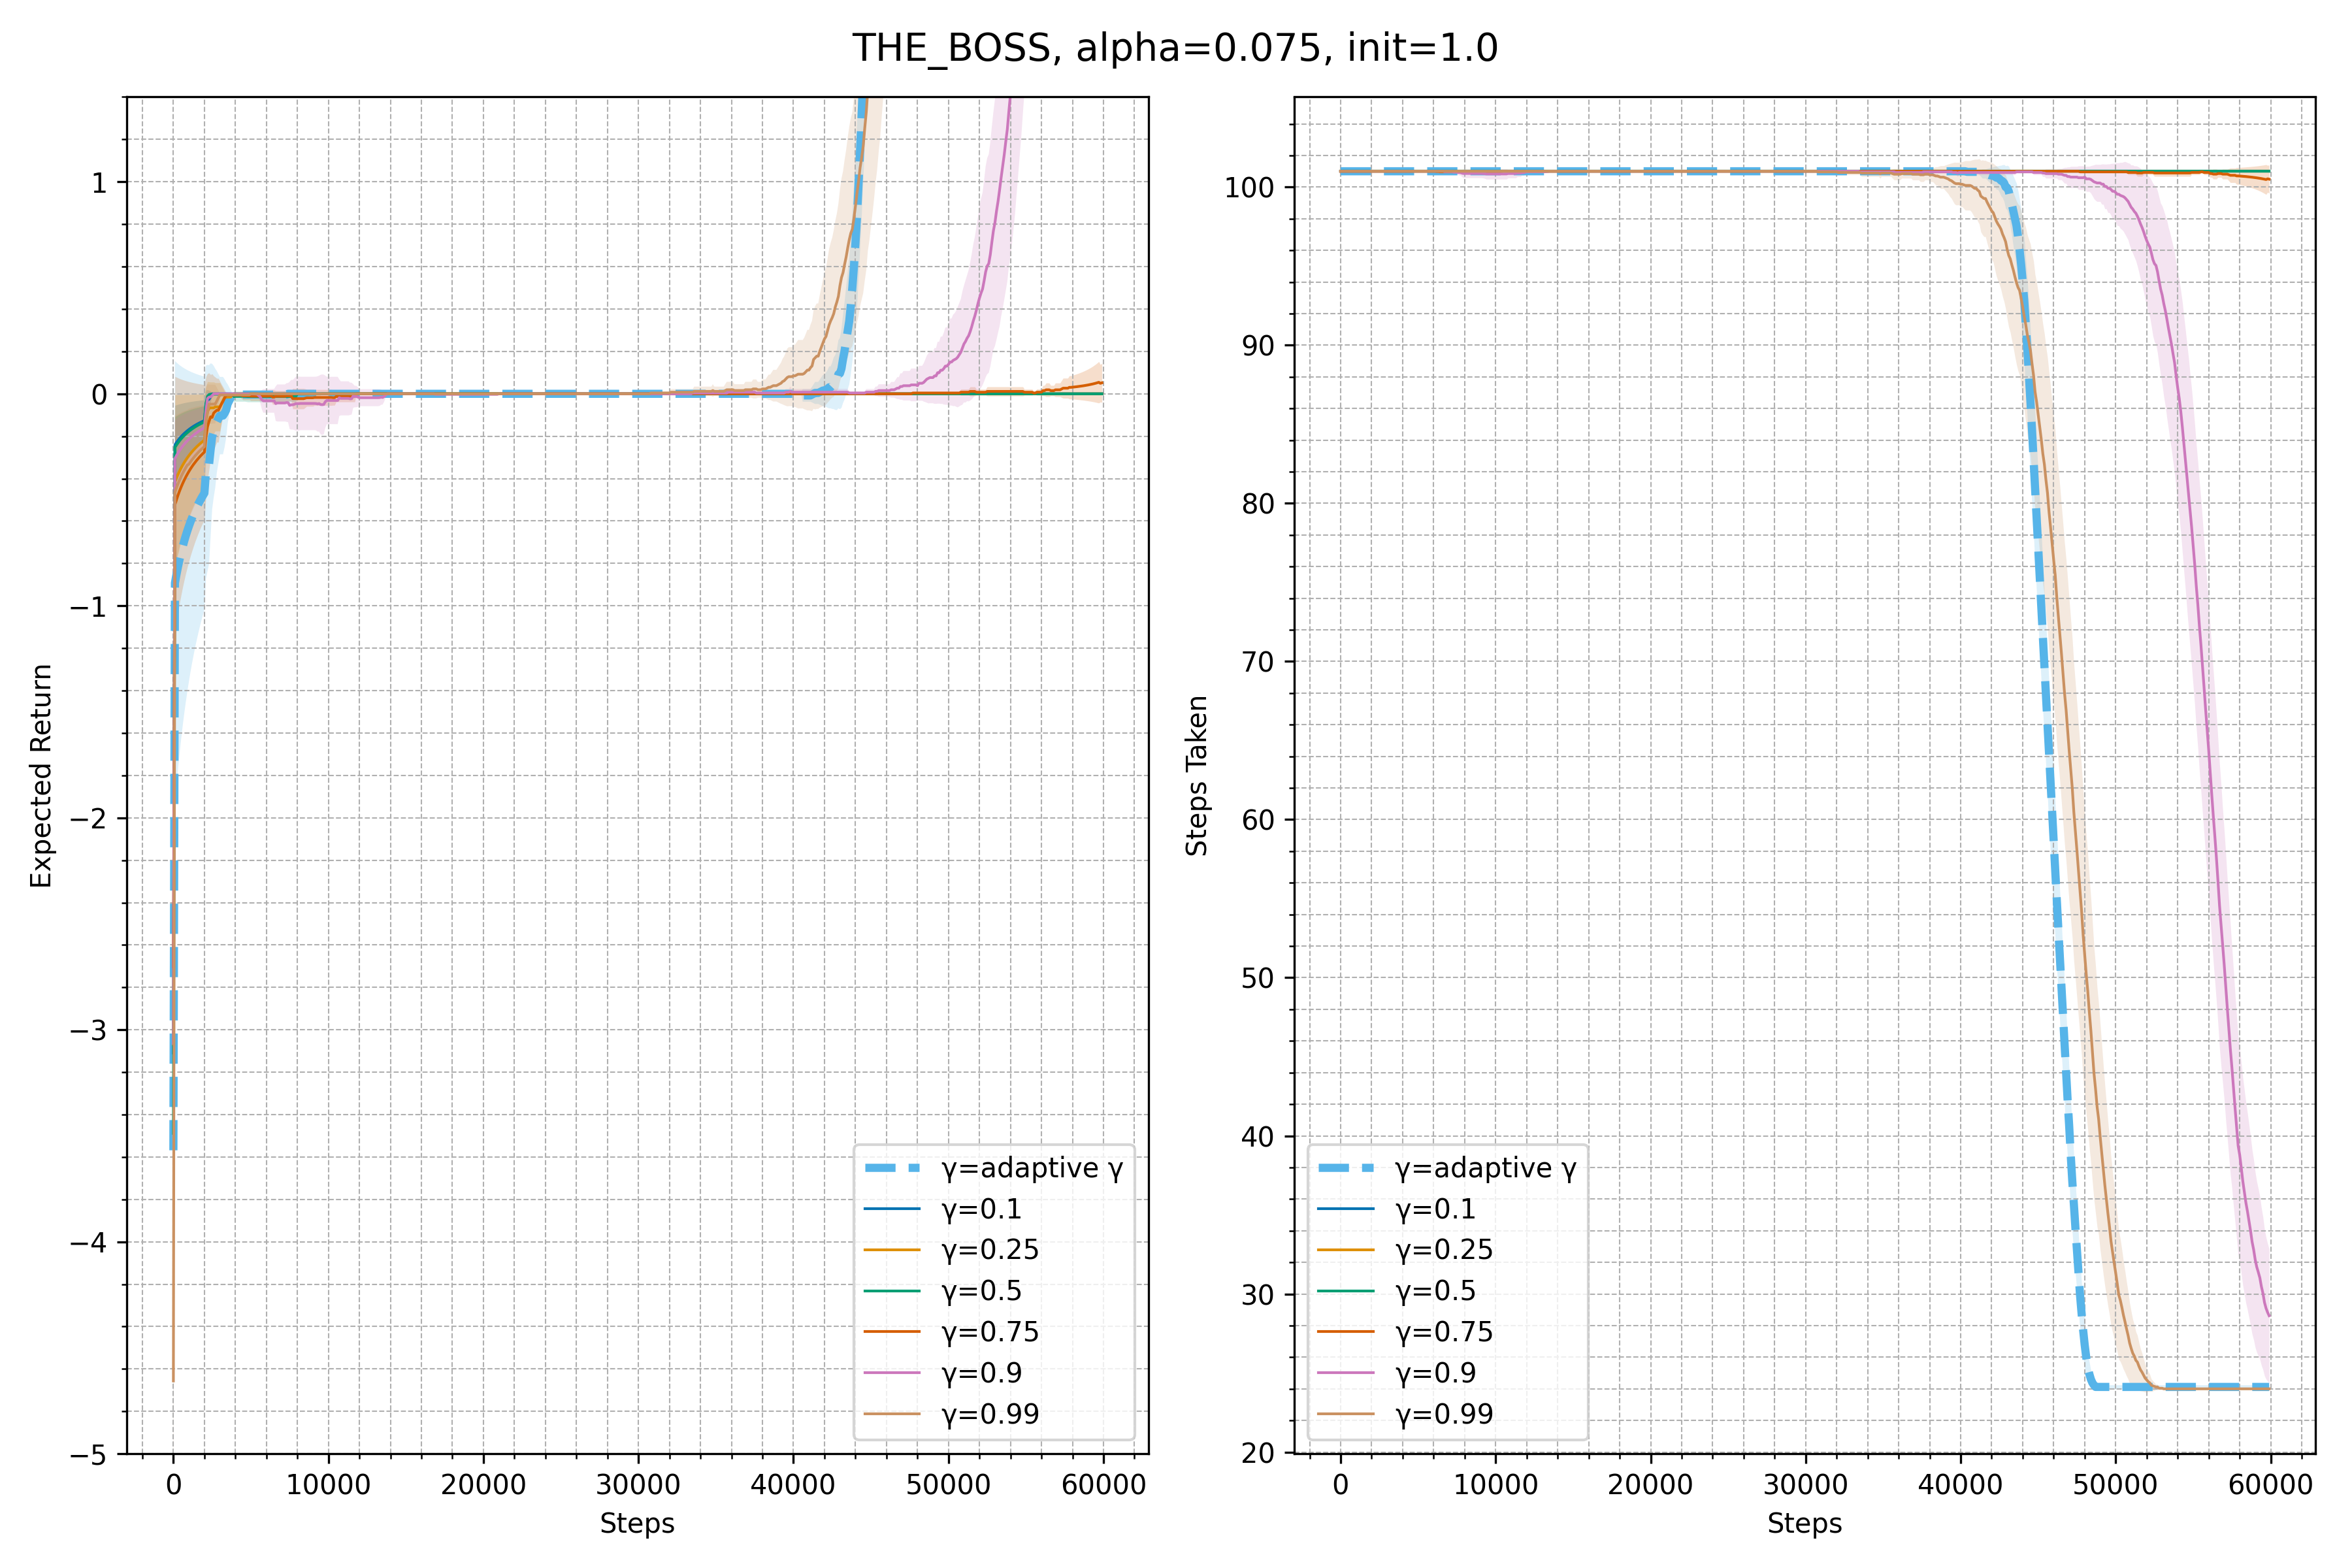 THE_BOSS, alpha=0.075, init=1.0
Expected Return
1
0
−1
−2
−3
−4
−5
0 10000 20000 30000 40000 50000 60000
Steps
γ=adaptive γ
γ=0.1
γ=0.25
γ=0.5
γ=0.75
γ=0.9
γ=0.99
Steps Taken
100
90
80
70
60
50
40
30
20
0 10000 20000 30000 40000 50000 60000
Steps
γ=adaptive γ
γ=0.1
γ=0.25
γ=0.5
γ=0.75
γ=0.9
γ=0.99